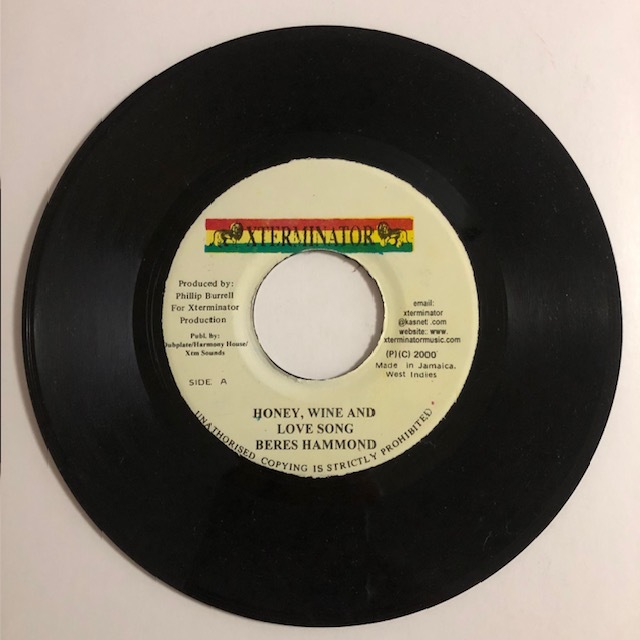 XTERMINATOR
Produced by:
Phillip Burrell
For Xterminator
Production
Publ. By:
Dubplate/Harmony House/
Xtm Sounds
SIDE A
email:
xterminator
@kasnet.com
website: www.
xterminatormusic.com
(P)(C) 2000
Made in Jamaica.
West Indies
HONEY, WINE AND
LOVE SONG
BERES HAMMOND
UNAUTHORISED COPYING IS STRICTLY PROHIBITED